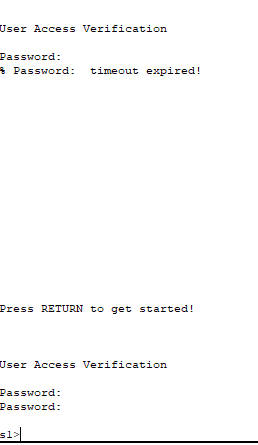 User Access Verification
Password:
% Password:  timeout expired!
Press RETURN to get started!
User Access Verification
Password:
Password:
s1>